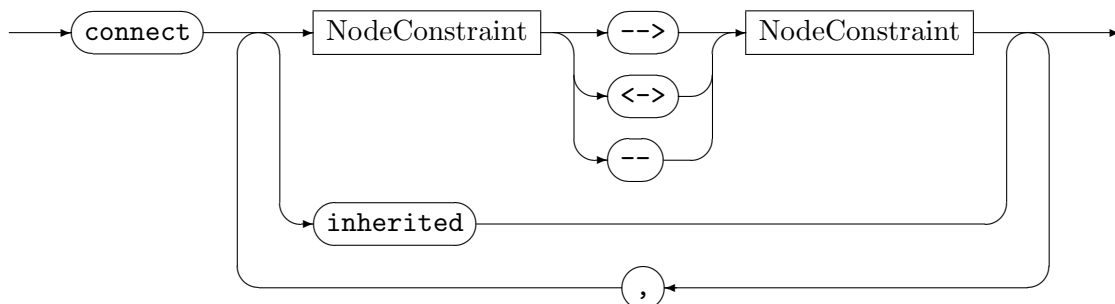 connect NodeConstraint --> NodeConstraint
<->
--
inherited
,